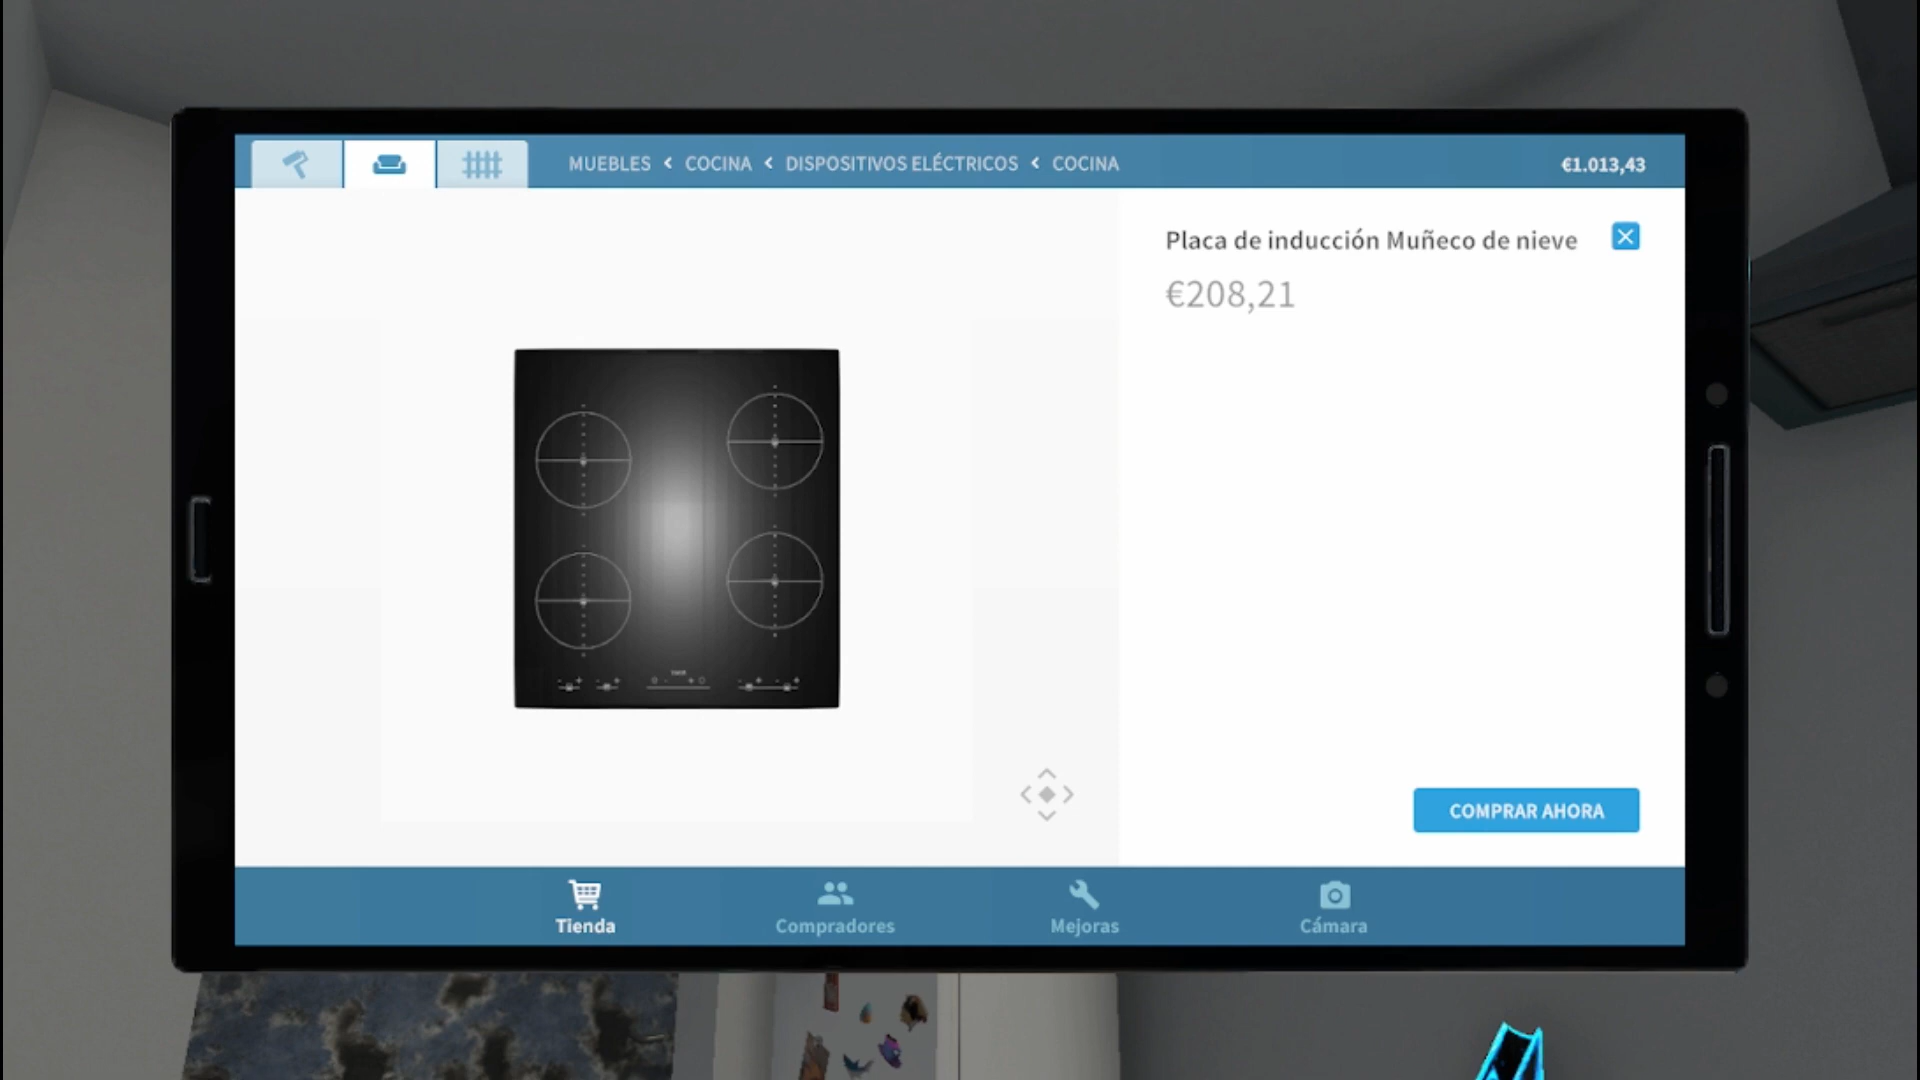 MUEBLES < COCINA < DISPOSITIVOS ELÉCTRICOS < COCINA
€1.013,43
Placa de inducción Muñeco de nieve
€208,21
COMPRAR AHORA
Tienda
Compradores
Mejoras
Cámara